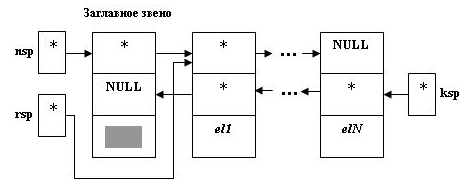 Заглавное звено
nsp * * * ... NULL
NULL * ... * * ksp
rsp *
el1 elN